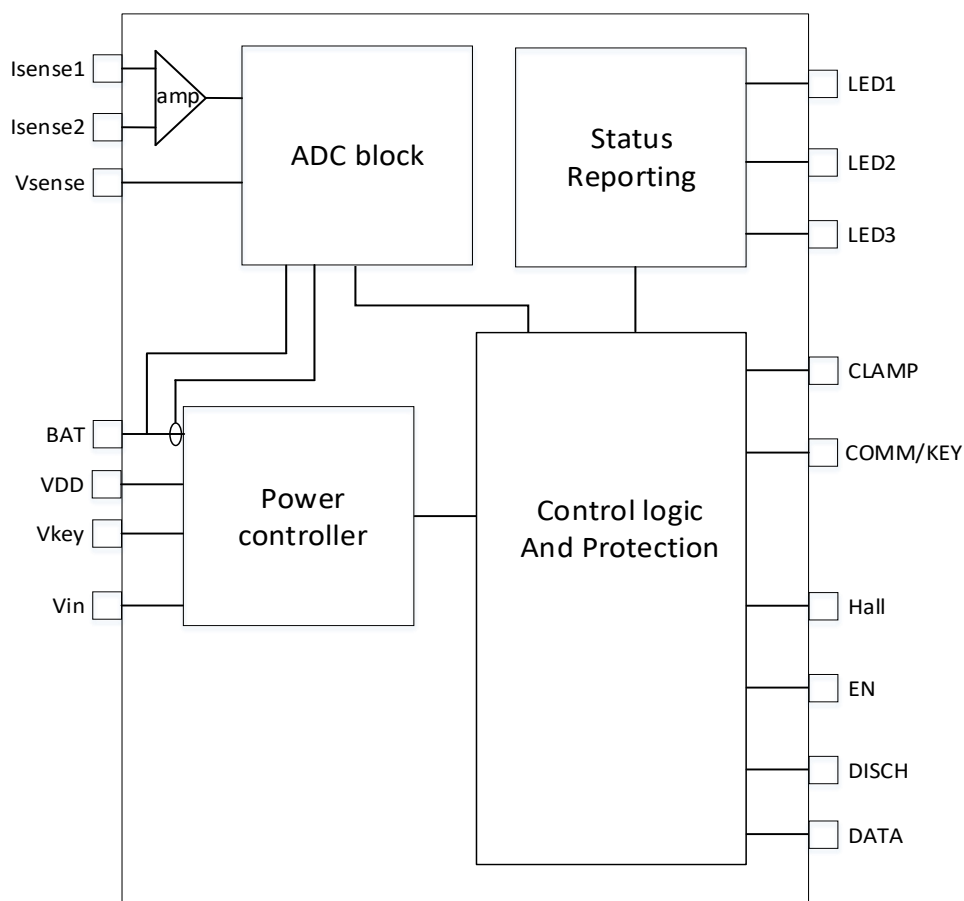 Isense1
amp
Isense2
Vsense
ADC block
Status
Reporting
LED1
LED2
LED3
BAT
VDD
Vkey
Vin
Power
controller
Control logic
And Protection
CLAMP
COMM/KEY
Hall
EN
DISCH
DATA